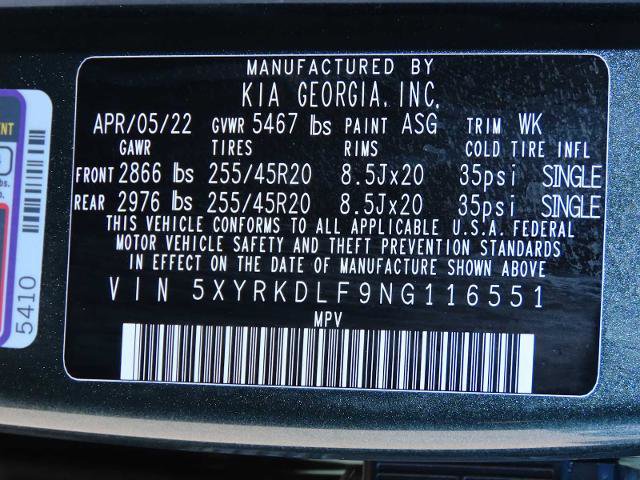 MANUFACTURED BY
KIA GEORGIA, INC.
APR/05/22 GVWR 5467 lbs PAINT ASG TRIM WK
GAWR TIRES RIMS COLD TIRE INFL
FRONT 2866 lbs 255/45R20 8.5Jx20 35psi SINGLE
REAR 2976 lbs 255/45R20 8.5Jx20 35psi SINGLE
THIS VEHICLE CONFORMS TO ALL APPLICABLE U.S.A. FEDERAL
MOTOR VEHICLE SAFETY AND THEFT PREVENTION STANDARDS
IN EFFECT ON THE DATE OF MANUFACTURE SHOWN ABOVE
VIN 5XYRKDLF9NG116551
MPV
5410